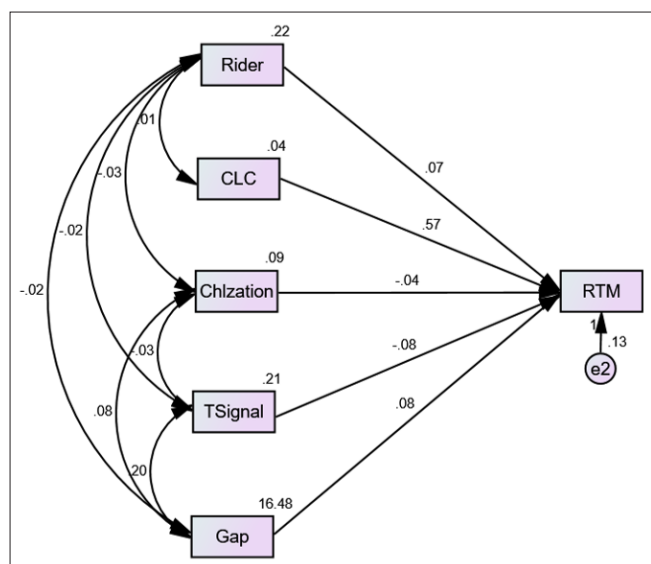 .22
Rider
.01
.04
-.03
.07
CLC
.57
-.02
.09
-.02
Chlzation
-.04
RTM
1
.13
-.03
e2
-.08
.21
.08
TSignal
.08
.20
16.48
Gap